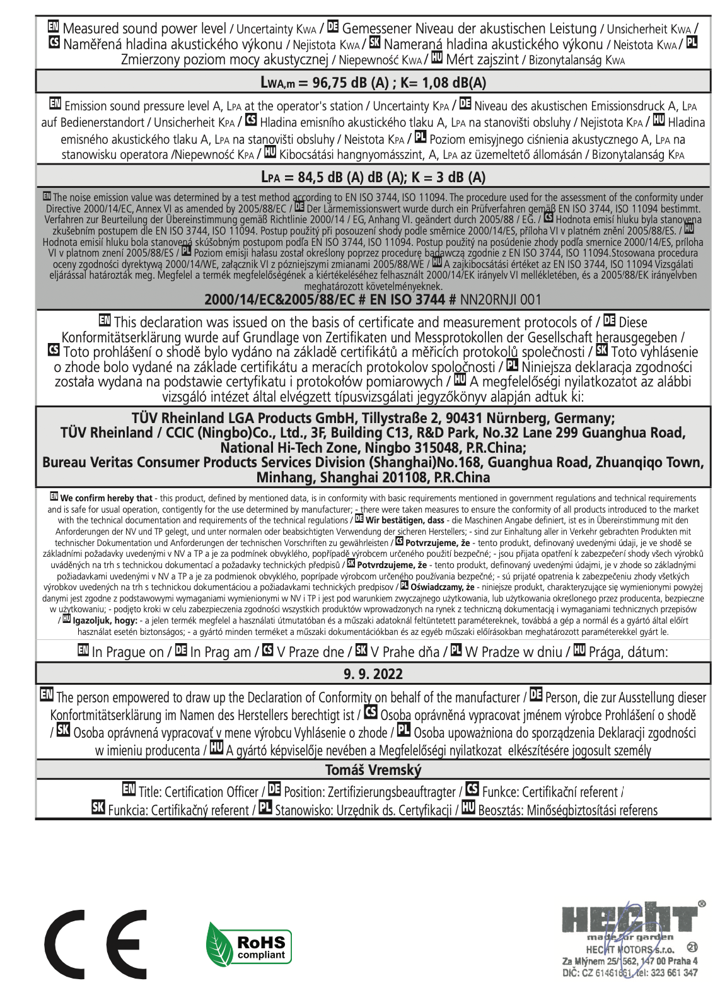 EN Measured sound power level / Uncertainty KWA / DE Gemessener Niveau der akustischen Leistung / Unsicherheit KWA /
CS Naměřená hladina akustického výkonu / Nejistota KWA / SK Nameraná hladina akustického výkonu / Neistota KWA / PL
Zmierzony poziom mocy akustycznej / Niepewność KWA / HU Mért zajszint / Bizonytalanság KWA
LWA,m = 96,75 dB (A) ; K= 1,08 dB(A)
EN Emission sound pressure level A, LPA at the operator's station / Uncertainty KPA / DE Niveau des akustischen Emissionsdruck A, LPA
auf Bedienerstandort / Unsicherheit KPA / CS Hladina emisního akustického tlaku A, LPA na stanovišti obsluhy / Nejistota KPA / HU Hladina
emisného akustického tlaku A, LPA na stanovišti obsluhy / Neistota KPA / PL Poziom emisyjnego ciśnienia akustycznego A, LPA na
stanowisku operatora /Niepewność KPA / HU Kibocsátási hangnyomásszint, A, LPA az üzemeltető állomásán / Bizonytalanság KPA
LPA = 84,5 dB (A) dB (A); K = 3 dB (A)
EN The noise emission value was determined by a test method according to EN ISO 3744, ISO 11094. The procedure used for the assessment of the conformity under
Directive 2000/14/EC, Annex VI as amended by 2005/88/EC / DE Der Lärmemissionswert wurde durch ein Prüfverfahren gemäß EN ISO 3744, ISO 11094 bestimmt.
Verfahren zur Beurteilung der Übereinstimmung gemäß Richtlinie 2000/14 / EG, Anhang VI. geändert durch 2005/88 / EG. / CS Hodnota emisí hluku byla stanovena
zkušebním postupem dle EN ISO 3744, ISO 11094. Postup použitý při posouzení shody podle směrnice 2000/14/ES, příloha VI v platném znění 2005/88/ES. / HU
Hodnota emisií hluku bola stanovená skúšobným postupom podľa EN ISO 3744, ISO 11094. Postup použitý na posúdenie zhody podľa smernice 2000/14/ES, príloha
VI v platnom znení 2005/88/ES / PL Poziom emisji hałasu został określony poprzez procedurę badawczą zgodnie z EN ISO 3744, ISO 11094.Stosowana procedura
oceny zgodności dyrektywą 2000/14/WE, załącznik VI z pózniejszymi zmianami 2005/88/WE / HU A zajkibocsátási értéket az EN ISO 3744, ISO 11094 Vizsgálati
eljárással határozták meg. Megfelel a termék megfelelőségének a kiértékeléséhez felhasznált 2000/14/EK irányelv VI mellékletében, és a 2005/88/EK irányelvben
meghatározott követelményeknek.
2000/14/EC&2005/88/EC # EN ISO 3744 # NN20RNJI 001
EN This declaration was issued on the basis of certificate and measurement protocols of / DE Diese
Konformitätserklärung wurde auf Grundlage von Zertifikaten und Messprotokollen der Gesellschaft herausgegeben /
CS Toto prohlášení o shodě bylo vydáno na základě certifikátů a měřicích protokolů společnosti / SK Toto vyhlásenie
o zhode bolo vydané na základe certifikátu a meracích protokolov spoločnosti / PL Niniejsza deklaracja zgodności
została wydana na podstawie certyfikatu i protokołów pomiarowych / HU A megfelelőségi nyilatkozatot az alábbi
vizsgáló intézet által elvégzett típusvizsgálati jegyzőkönyv alapján adtuk ki:
TÜV Rheinland LGA Products GmbH, Tillystraße 2, 90431 Nürnberg, Germany;
TÜV Rheinland / CCIC (Ningbo)Co., Ltd., 3F, Building C13, R&D Park, No.32 Lane 299 Guanghua Road,
National Hi-Tech Zone, Ningbo 315048, P.R.China;
Bureau Veritas Consumer Products Services Division (Shanghai)No.168, Guanghua Road, Zhuanqiqo Town,
Minhang, Shanghai 201108, P.R.China
EN We confirm hereby that - this product, defined by mentioned data, is in conformity with basic requirements mentioned in government regulations and technical requirements
and is safe for usual operation, contigently for the use determined by manufacturer; - there were taken measures to ensure the conformity of all products introduced to the market
with the technical documentation and requirements of the technical regulations / DE Wir bestätigen, dass - die Maschinen Angabe definiert, ist es in Übereinstimmung mit den
Anforderungen der NV und TP gelegt, und unter normalen oder beabsichtigten Verwendung der sicheren Herstellers; - sind zur Einhaltung aller in Verkehr gebrachten Produkten mit
technischer Dokumentation und Anforderungen der technischen Vorschriften zu gewährleisten / CS Potvrzujeme, že - tento produkt, definovaný uvedenými údaji, je ve shodě se
základními požadavky uvedenými v NV a TP a je za podmínek obvyklého, popřípadě výrobcem určeného použití bezpečné; - jsou přijata opatření k zabezpečení shody všech výrobků
uváděných na trh s technickou dokumentací a požadavky technických předpisů / SK Potvrdzujeme, že - tento produkt, definovaný uvedenými údajmi, je v zhode so základnými
požiadavkami uvedenými v NV a TP a je za podmienok obvyklého, poprípade výrobcom určeného používania bezpečné; - sú prijaté opatrenia k zabezpečeniu zhody všetkých
výrobkov uvedených na trh s technickou dokumentáciou a požiadavkami technických predpisov / PL Oświadczamy, że - niniejsze produkt, charakteryzujące się wymienionymi powyżej
danymi jest zgodne z podstawowymi wymaganiami wymienionymi w NV i TP i jest pod warunkiem zwyczajnego użytkowania, lub użytkowania określonego przez producenta, bezpieczne
w użytkowaniu; - podjęto kroki w celu zabezpieczenia zgodności wszystkich produktów wprowadzonych na rynek z techniczną dokumentacją i wymaganiami technicznych przepisów
/ HU Igazoljuk, hogy: - a jelen termék megfelel a használati útmutatóban és a műszaki adatoknál feltüntetett paramétereknek, továbbá a gép a normál és a gyártó által előírt
használat esetén biztonságos; - a gyártó minden terméket a műszaki dokumentációkban és az egyéb műszaki előírásokban meghatározott paraméterekkel gyárt le.
EN In Prague on / DE In Prag am / CS V Praze dne / SK V Prahe dňa / PL W Pradze w dniu / HU Prága, dátum:
9. 9. 2022
EN The person empowered to draw up the Declaration of Conformity on behalf of the manufacturer / DE Person, die zur Ausstellung dieser
Konfortmitätserklärung im Namen des Herstellers berechtigt ist / CS Osoba oprávněná vypracovat jménem výrobce Prohlášení o shodě
/ SK Osoba oprávnená vypracovať v mene výrobcu Vyhlásenie o zhode / PL Osoba upoważniona do sporządzenia Deklaracji zgodności
w imieniu producenta / HU A gyártó képviselője nevében a Megfelelőségi nyilatkozat elkészítésére jogosult személy
Tomáš Vremský
EN Title: Certification Officer / DE Position: Zertifizierungsbeauftragter / CS Funkce: Certifikační referent /
SK Funkcia: Certifikačný referent / PL Stanowisko: Urzędnik ds. Certyfikacji / HU Beosztás: Minőségbiztosítási referens
CE
RoHS
compliant
HECHT ®
made for garden
HECHT MOTORS s.r.o. 21
Za Mlýnem 25/1562, 147 00 Praha 4
DIČ: CZ 61461661, tel: 323 661 347